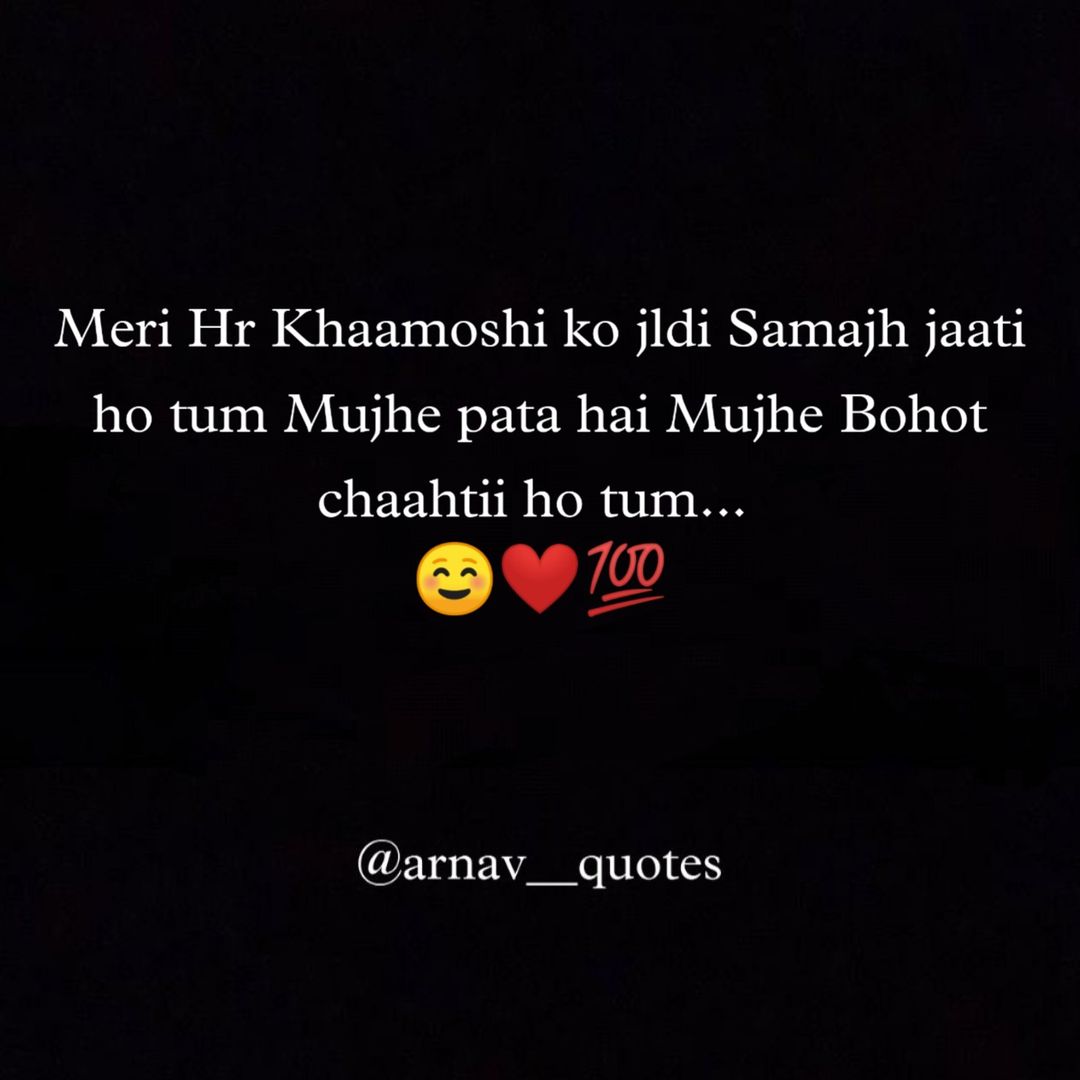 Meri Hr Khaamoshi ko jldi Samajh jaati
ho tum Mujhe pata hai Mujhe Bohot
chaahtii ho tum...
☺️❤️💯
@arnav__quotes